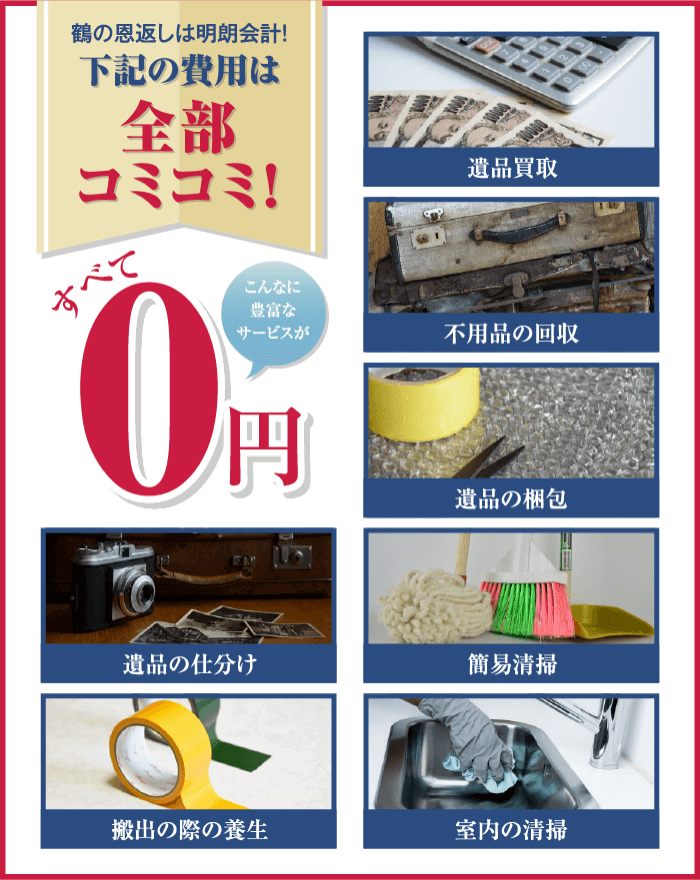 鶴の恩返しは明朗会計!
下記の費用は
全部
コミコミ!
すべて
0円
こんなに
豊富な
サービスが
遺品買取
不用品の回収
遺品の梱包
遺品の仕分け
簡易清掃
搬出の際の養生
室内の清掃